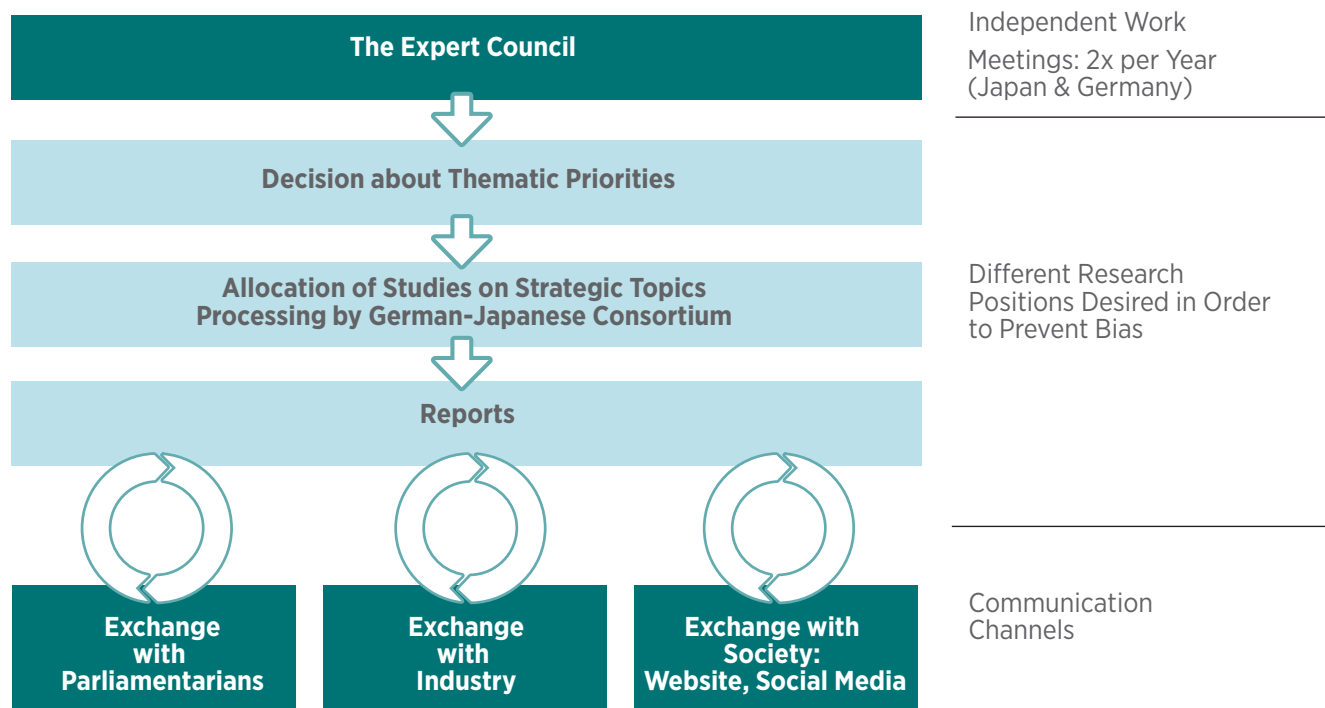 The Expert Council
Independent Work
Meetings: 2x per Year
(Japan & Germany)
Decision about Thematic Priorities
Allocation of Studies on Strategic Topics
Processing by German-Japanese Consortium
Different Research
Positions Desired in Order
to Prevent Bias
Reports
Exchange
with
Parliamentarians
Exchange
with
Industry
Exchange with
Society:
Website, Social Media
Communication
Channels